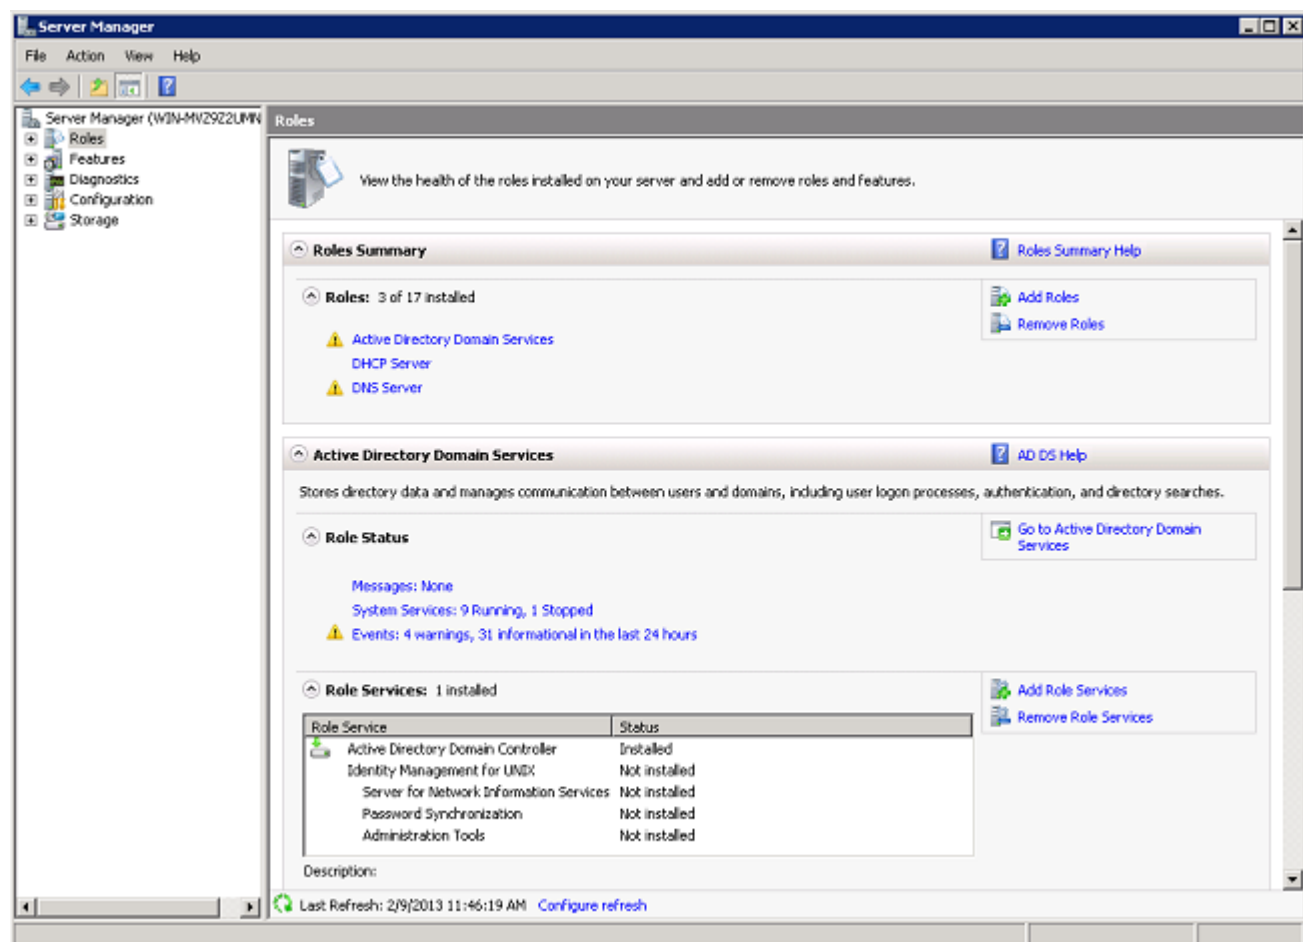 Server Manager
File Action View Help
Server Manager (WIN-MVZ9Z2UMN
Roles
Features
Diagnostics
Configuration
Storage
Roles
View the health of the roles installed on your server and add or remove roles and features.
Roles Summary
Roles Summary Help
Roles: 3 of 17 installed
Add Roles
Remove Roles
Active Directory Domain Services
DHCP Server
DNS Server
Active Directory Domain Services
AD DS Help
Stores directory data and manages communication between users and domains, including user logon processes, authentication, and directory searches.
Role Status
Go to Active Directory Domain
Services
Messages: None
System Services: 9 Running, 1 Stopped
Events: 4 warnings, 31 informational in the last 24 hours
Role Services: 1 installed
Add Role Services
Remove Role Services
Role Service Status
Active Directory Domain Controller Installed
Identity Management for UNIX Not installed
Server for Network Information Services Not installed
Password Synchronization Not installed
Administration Tools Not installed
Description:
Last Refresh: 2/9/2013 11:46:19 AM Configure refresh